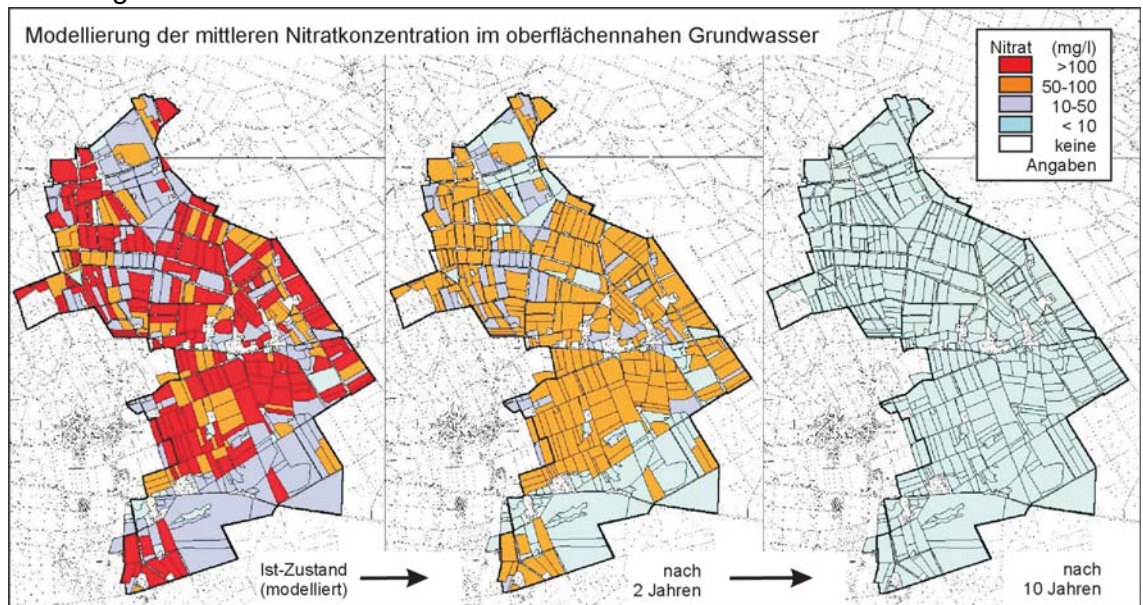 Modellierung der mittleren Nitratkonzentration im oberflächennahen Grundwasser
Nitrat (mg/l)
>100
50-100
10-50
< 10
keine
Angaben
Ist-Zustand
(modelliert)
nach
2 Jahren
nach
10 Jahren